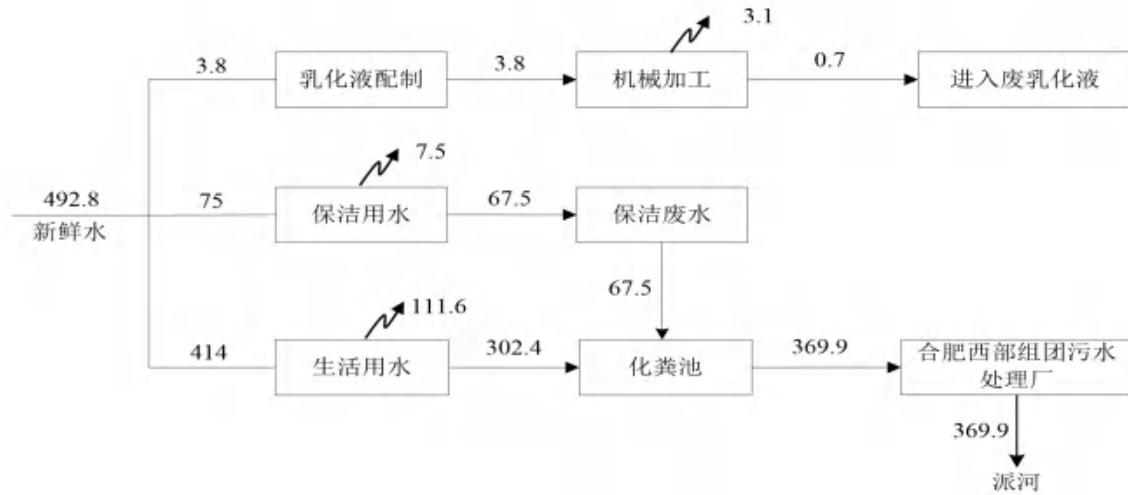 3.1
3.8
乳化液配制
3.8
机械加工
0.7
进入废乳化液
7.5
492.8
新鲜水
75
保洁用水
67.5
保洁废水
67.5
111.6
414
生活用水
302.4
化粪池
369.9
合肥西部组团污水
处理厂
369.9
派河